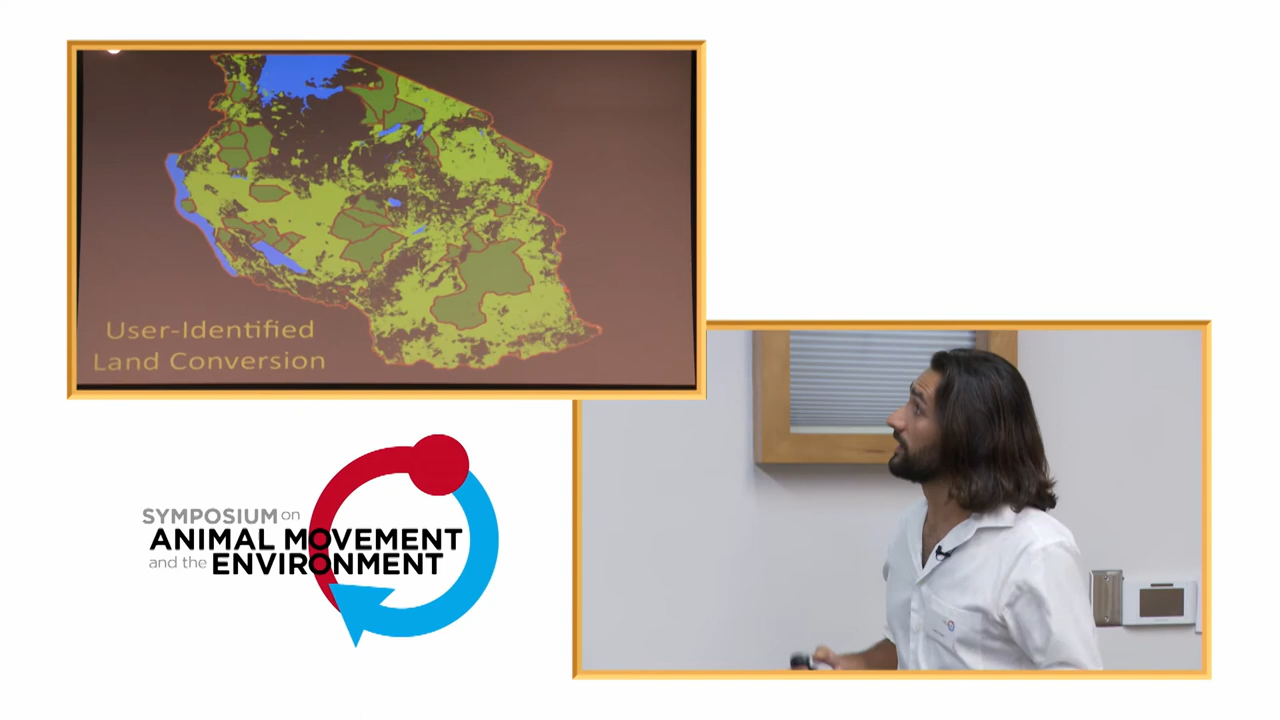 User-Identified
Land Conversion
SYMPOSIUM on
ANIMAL MOVEMENT
and the ENVIRONMENT